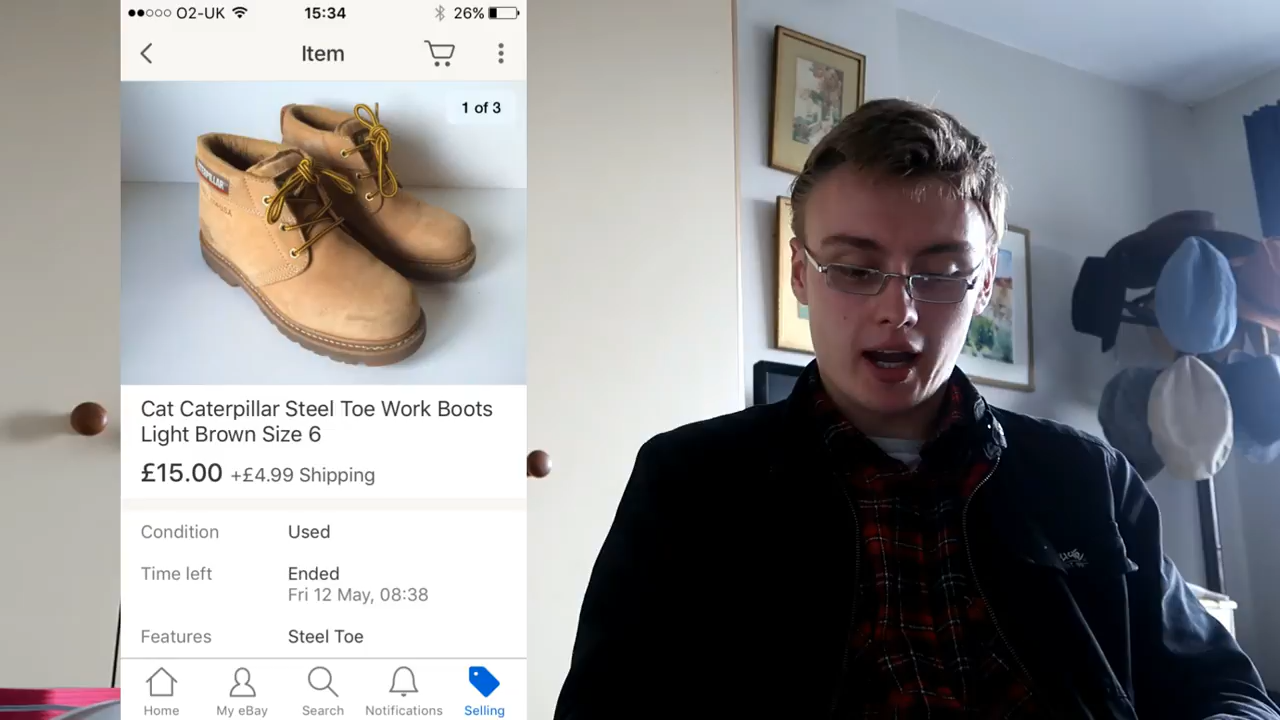 O2-UK 15:34 26%
Item
1 of 3
CATERPILLAR
Cat Caterpillar Steel Toe Work Boots
Light Brown Size 6
£15.00 +£4.99 Shipping
Condition Used
Time left Ended
Fri 12 May, 08:38
Features Steel Toe
Home My eBay Search Notifications Selling